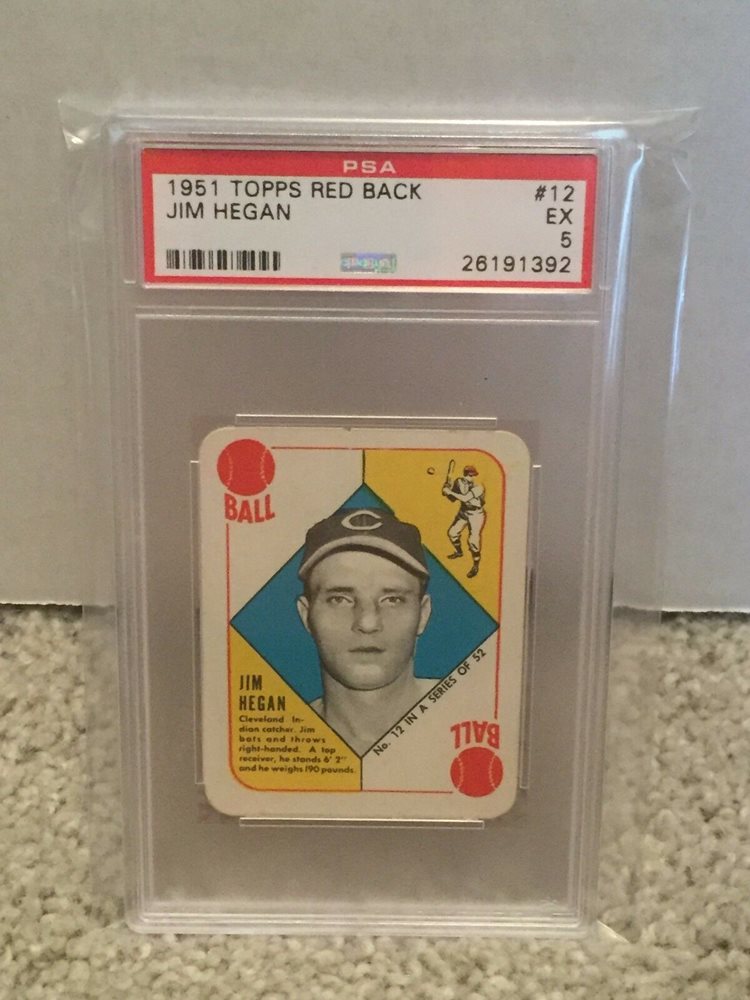 PSA
1951 TOPPS RED BACK #12
JIM HEGAN EX
5
26191392
BALL
C
JIM
HEGAN
Cleveland In-
dian catcher. Jim
bats and throws
right-handed. A top
receiver, he stands 6' 2"
and he weighs 190 pounds.
No. 12 IN A SERIES OF 52
BALL